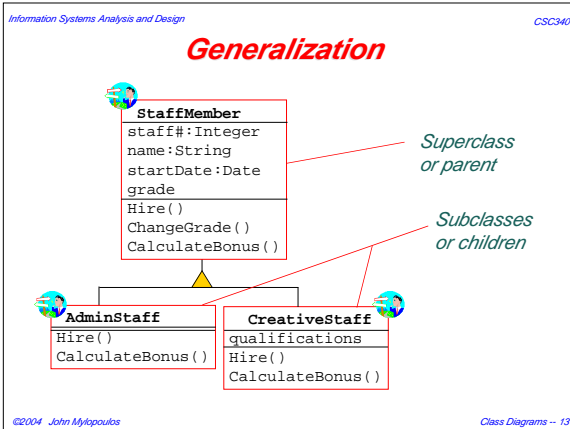 Information Systems Analysis and Design
CSC340
Generalization
StaffMember
staff#:Integer
name:String
startDate:Date
grade
Hire()
ChangeGrade()
CalculateBonus()
Superclass
or parent
Subclasses
or children
AdminStaff
Hire()
CalculateBonus()
CreativeStaff
qualifications
Hire()
CalculateBonus()
©2004 John Mylopoulos
Class Diagrams -- 13